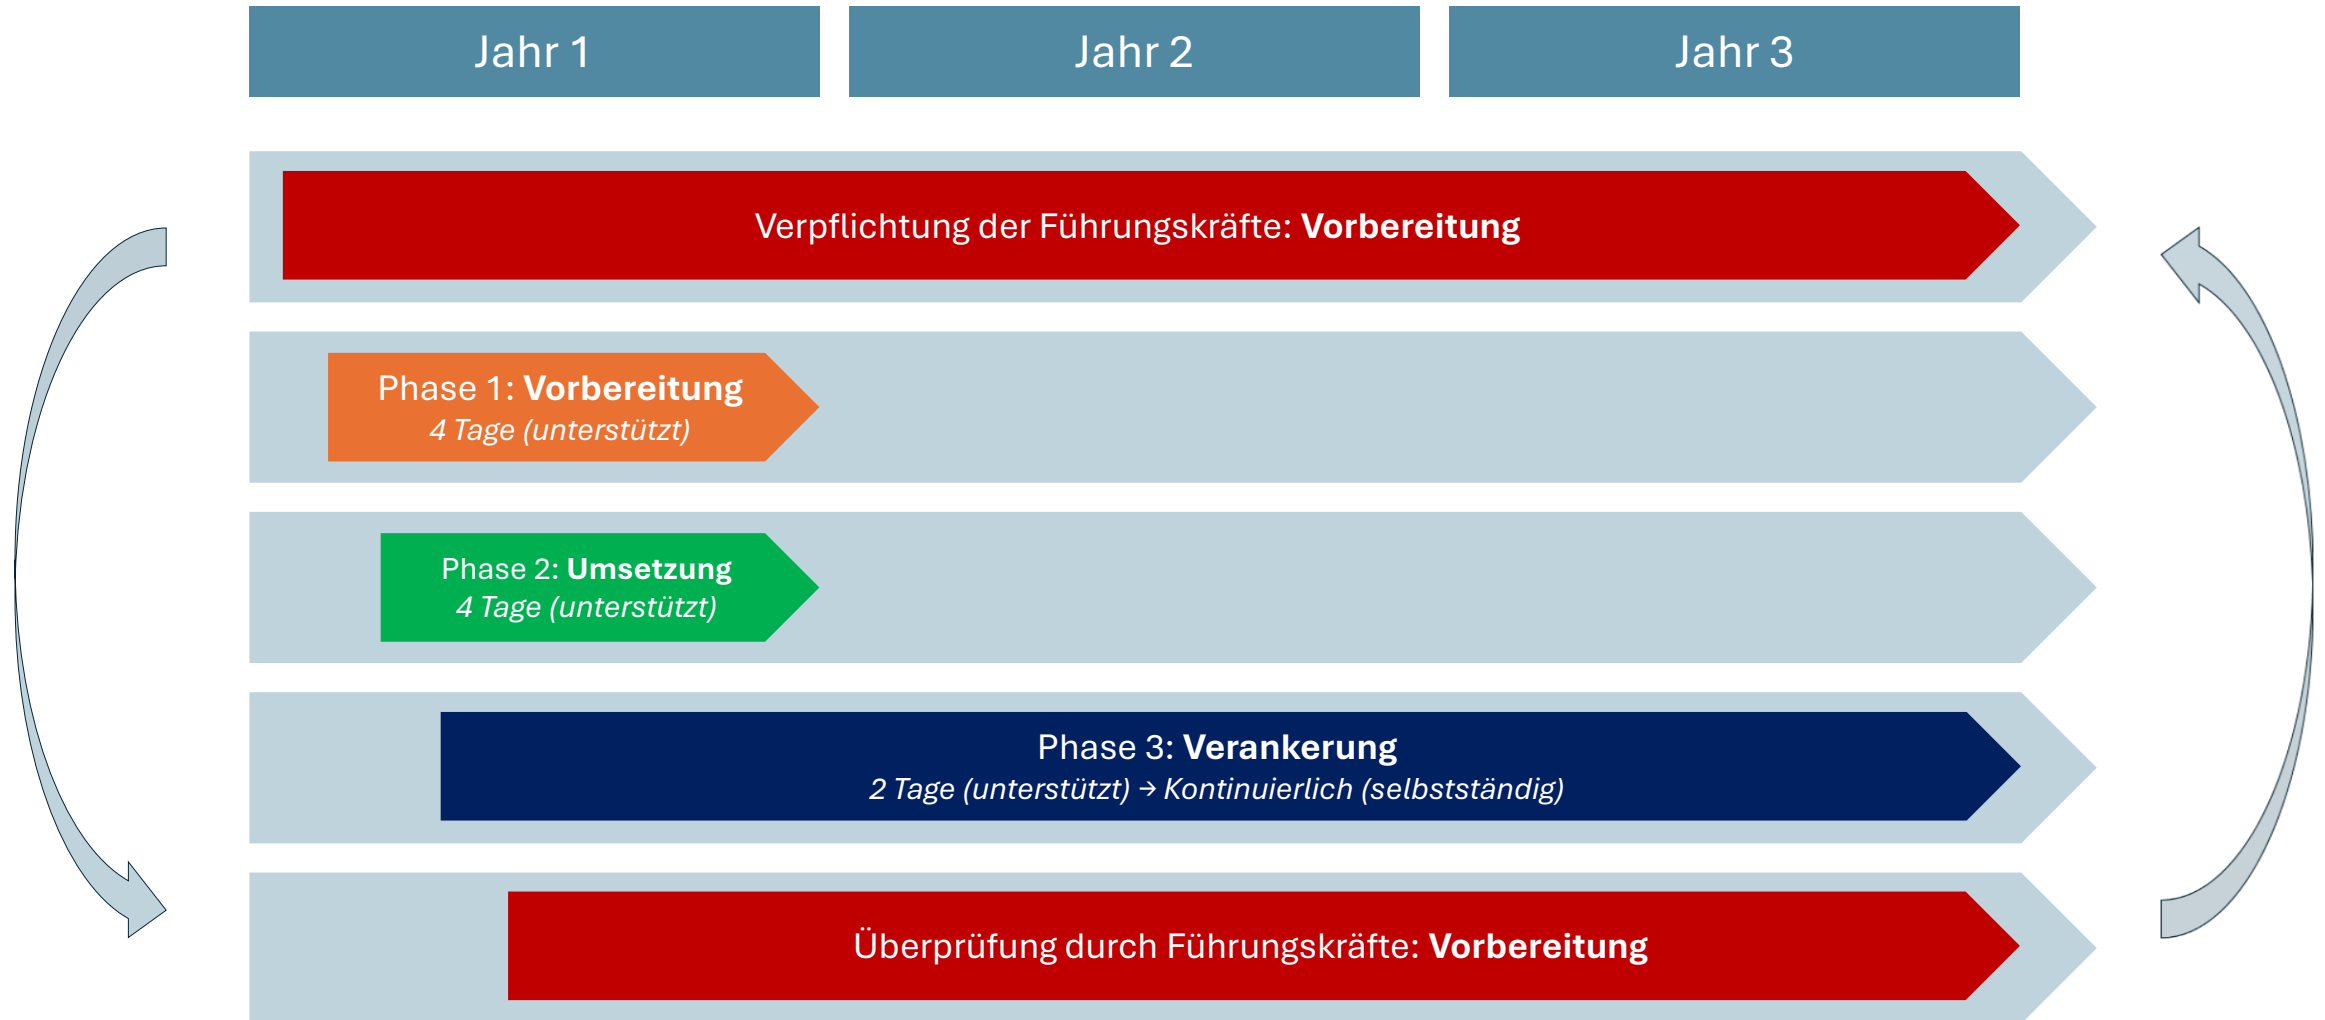 Jahr 1
Jahr 2
Jahr 3
Verpflichtung der Führungskräfte: Vorbereitung
Phase 1: Vorbereitung
4 Tage (unterstützt)
Phase 2: Umsetzung
4 Tage (unterstützt)
Phase 3: Verankerung
2 Tage (unterstützt) → Kontinuierlich (selbstständig)
Überprüfung durch Führungskräfte: Vorbereitung